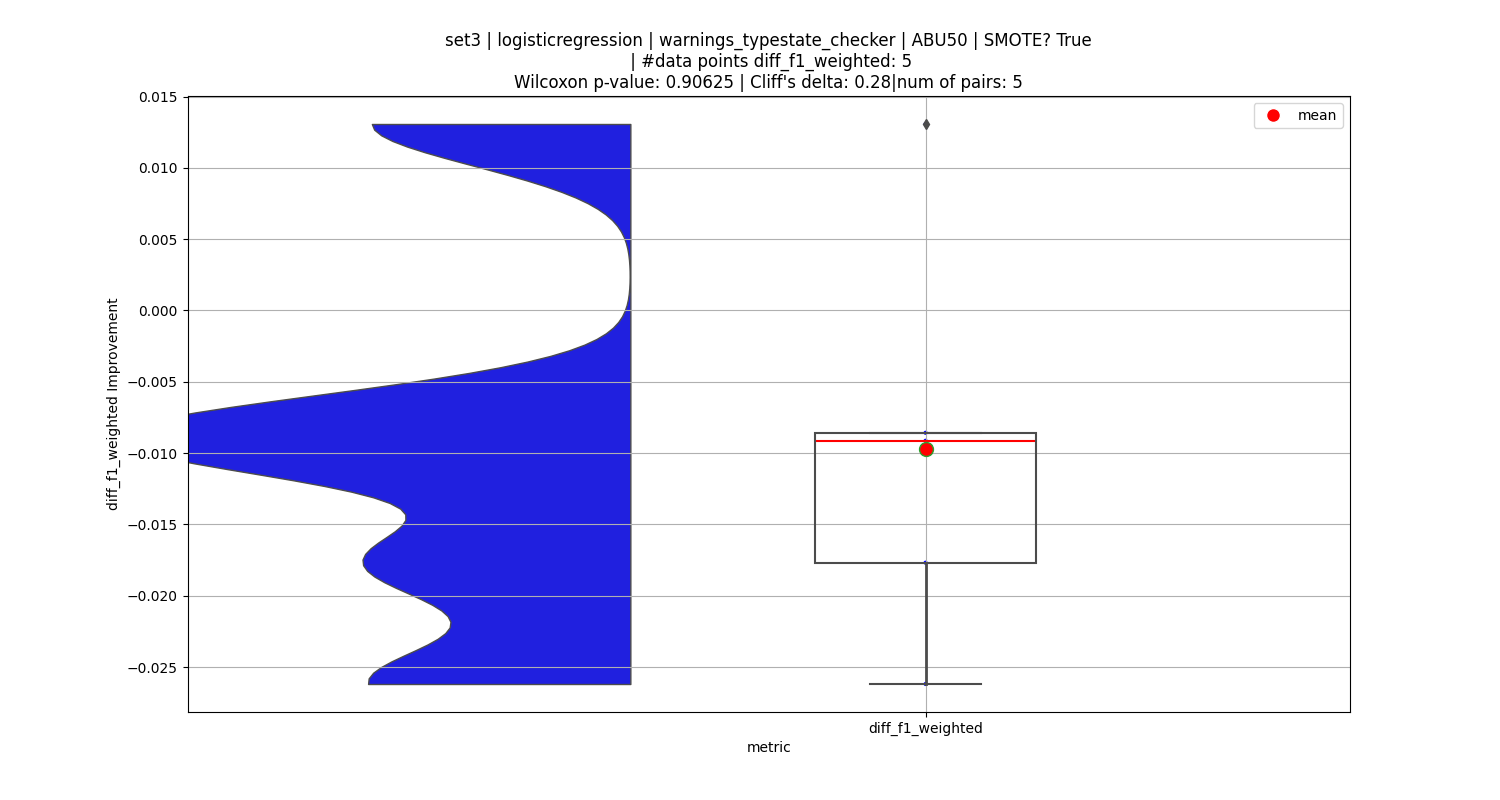 set3 | logisticregression | warnings_typestate_checker | ABU50 | SMOTE? True
| #data points diff_f1_weighted: 5
Wilcoxon p-value: 0.90625 | Cliff's delta: 0.28|num of pairs: 5
mean
0.015
0.010
0.005
0.000
−0.005
−0.010
−0.015
−0.020
−0.025
diff_f1_weighted Improvement
diff_f1_weighted
metric